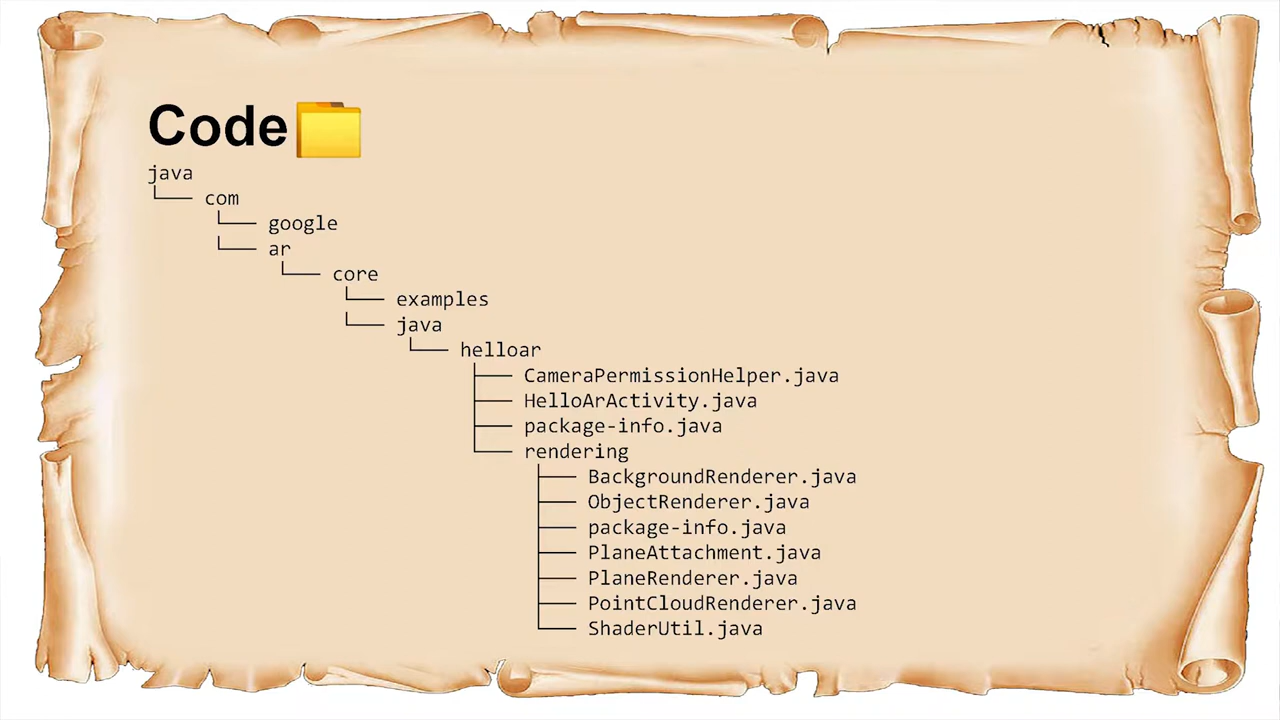 Code
java
└── com
└── google
└── ar
└── core
└── examples
└── java
└── helloar
├── CameraPermissionHelper.java
├── HelloArActivity.java
├── package-info.java
└── rendering
├── BackgroundRenderer.java
├── ObjectRenderer.java
├── package-info.java
├── PlaneAttachment.java
├── PlaneRenderer.java
├── PointCloudRenderer.java
└── ShaderUtil.java